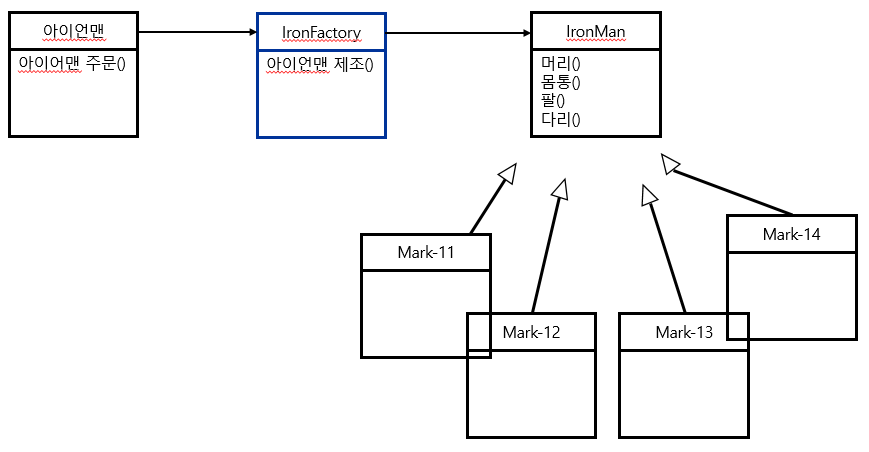 아이언맨
아이어맨 주문()
IronFactory
아이언맨 제조()
IronMan
머리()
몸통()
팔()
다리()
Mark-11
Mark-12
Mark-13
Mark-14